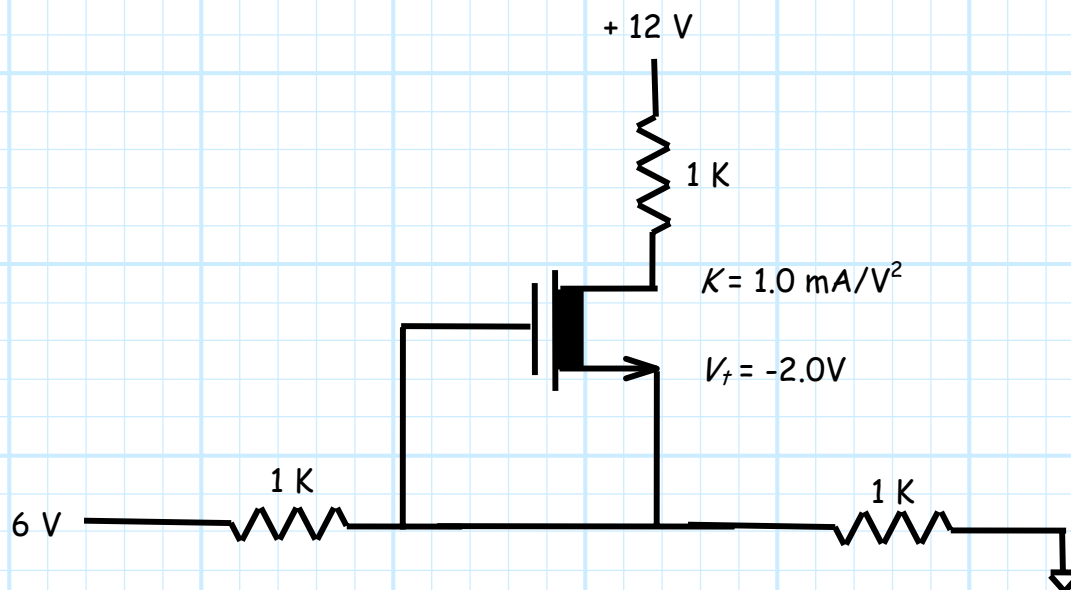 + 12 V
1 K
K = 1.0 mA/V²
Vₜ = -2.0V
1 K
1 K
6 V